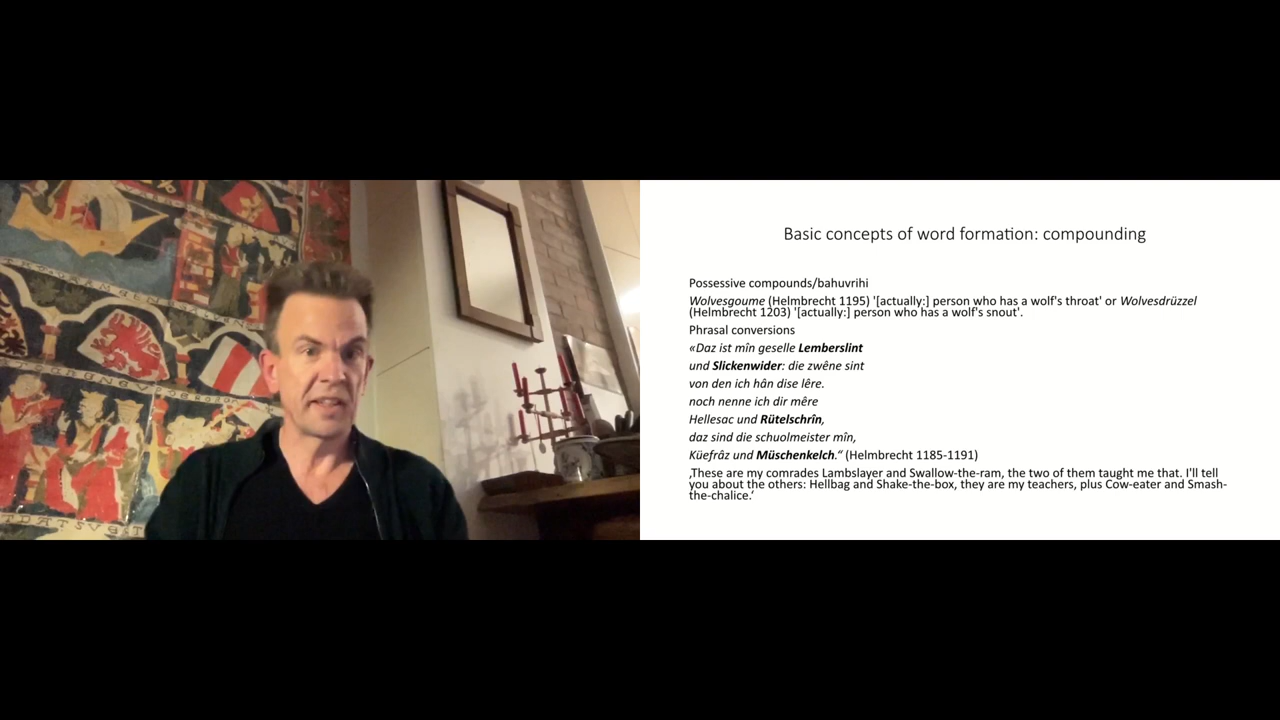 Basic concepts of word formation: compounding
Possessive compounds/bahuvrihi
Wolvesgoume (Helmbrecht 1195) '[actually:] person who has a wolf's throat' or Wolvesdrüzzel
(Helmbrecht 1203) '[actually:] person who has a wolf's snout'.
Phrasal conversions
«Daz ist mîn geselle Lemberslint
und Slickenwider: die zwêne sint
von den ich hân dise lêre.
noch nenne ich dir mêre
Hellesac und Rütelschrîn,
daz sind die schuolmeister mîn,
Küefrâz und Müschenkelch.“ (Helmbrecht 1185-1191)
‚These are my comrades Lambslayer and Swallow-the-ram, the two of them taught me that. I'll tell
you about the others: Hellbag and Shake-the-box, they are my teachers, plus Cow-eater and Smash-
the-chalice.‘